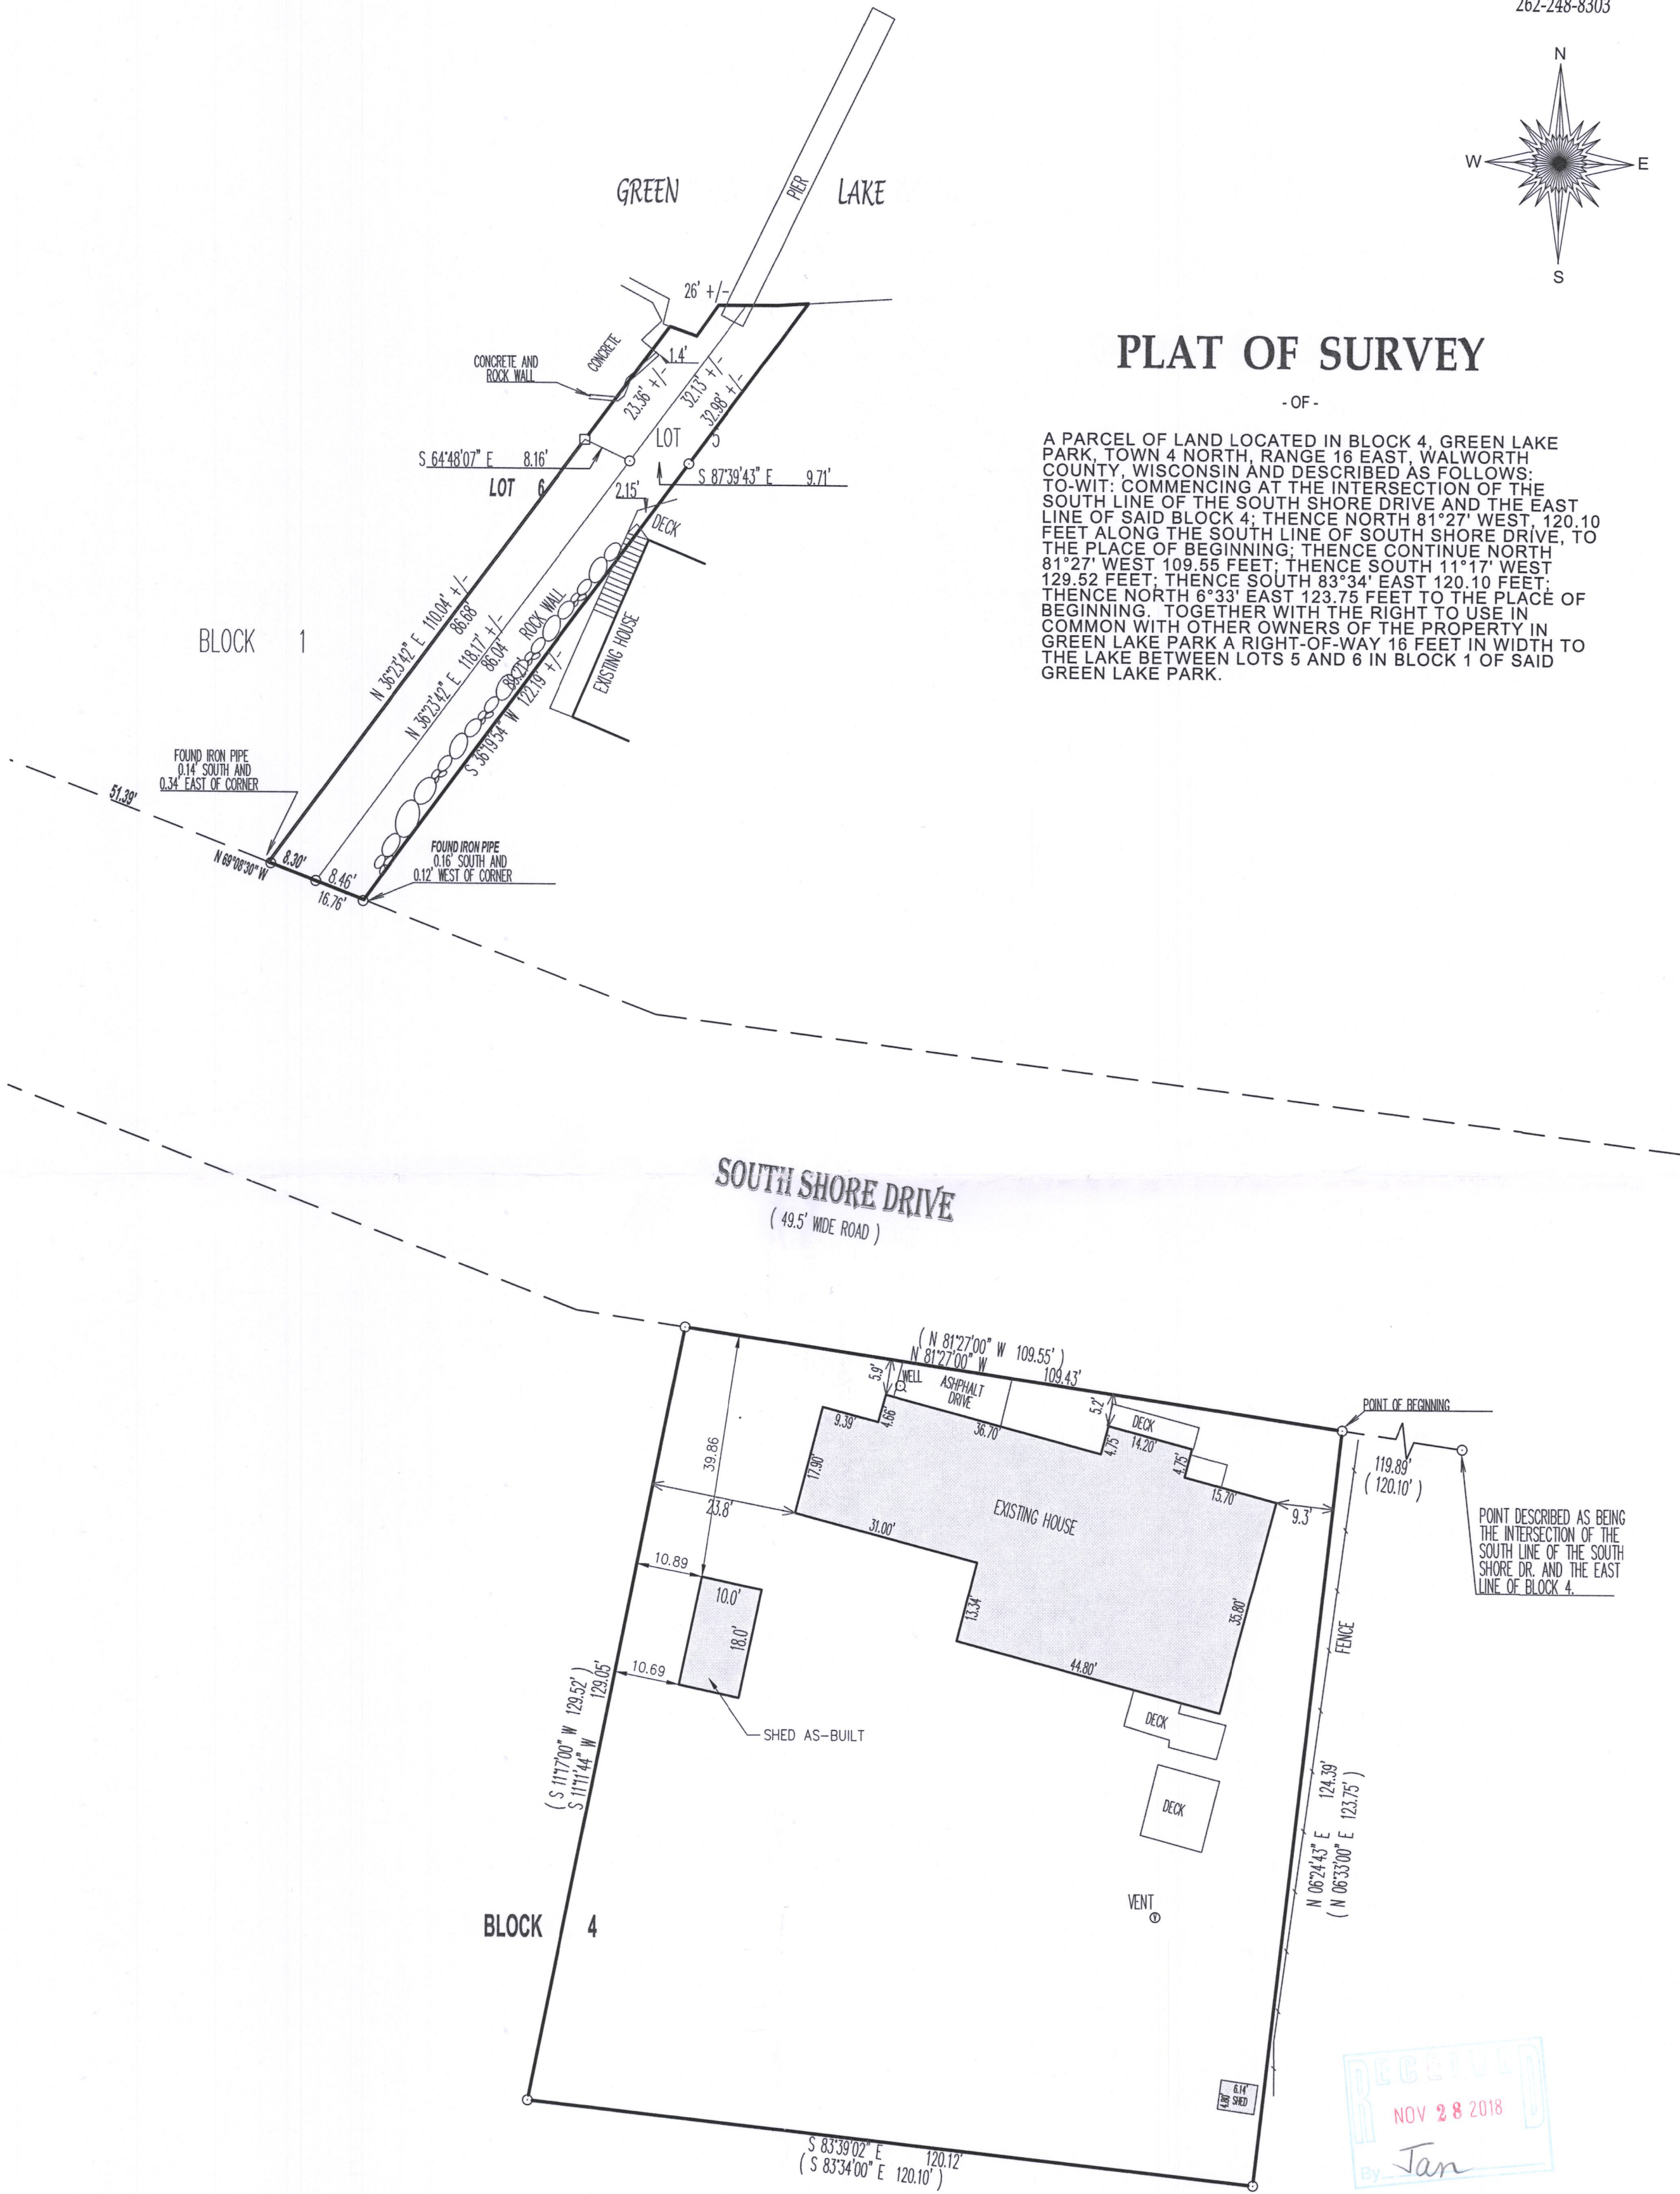 262-248-8303
N
W
E
S
GREEN
PIER
LAKE
26' +/-
CONCRETE
1.4'
CONCRETE AND
ROCK WALL
23.36' +/-
32.13' +/-
32.98' +/-
LOT 5
S 64°48'07" E 8.16'
LOT 6
S 87°39'43" E 9.71'
2.15'
DECK
ROCK WALL
EXISTING HOUSE
N 36°23'42" E 110.04' +/-
86.68'
N 36°23'42" E 118.17' +/-
86.04'
89.21'
S 36°19'54" W 122.19' +/-
BLOCK 1
FOUND IRON PIPE
0.14' SOUTH AND
0.34' EAST OF CORNER
51.39'
N 69°08'30" W
8.30'
8.46'
16.76'
FOUND IRON PIPE
0.16' SOUTH AND
0.12' WEST OF CORNER
PLAT OF SURVEY
- OF -
A PARCEL OF LAND LOCATED IN BLOCK 4, GREEN LAKE
PARK, TOWN 4 NORTH, RANGE 16 EAST, WALWORTH
COUNTY, WISCONSIN AND DESCRIBED AS FOLLOWS:
TO-WIT: COMMENCING AT THE INTERSECTION OF THE
SOUTH LINE OF THE SOUTH SHORE DRIVE AND THE EAST
LINE OF SAID BLOCK 4; THENCE NORTH 81°27' WEST, 120.10
FEET ALONG THE SOUTH LINE OF SOUTH SHORE DRIVE, TO
THE PLACE OF BEGINNING; THENCE CONTINUE NORTH
81°27' WEST 109.55 FEET; THENCE SOUTH 11°17' WEST
129.52 FEET; THENCE SOUTH 83°34' EAST 120.10 FEET;
THENCE NORTH 6°33' EAST 123.75 FEET TO THE PLACE OF
BEGINNING. TOGETHER WITH THE RIGHT TO USE IN
COMMON WITH OTHER OWNERS OF THE PROPERTY IN
GREEN LAKE PARK A RIGHT-OF-WAY 16 FEET IN WIDTH TO
THE LAKE BETWEEN LOTS 5 AND 6 IN BLOCK 1 OF SAID
GREEN LAKE PARK.
SOUTH SHORE DRIVE
( 49.5' WIDE ROAD )
( N 81°27'00" W 109.55' )
N 81°27'00" W 109.43'
5.9'
WELL
ASHPHALT
DRIVE
5.2'
DECK
POINT OF BEGINNING
9.39'
4.66'
36.70'
4.75'
14.20'
4.75'
15.70'
119.89'
( 120.10' )
39.86
17.90'
23.8'
31.00'
EXISTING HOUSE
9.3'
POINT DESCRIBED AS BEING
THE INTERSECTION OF THE
SOUTH LINE OF THE SOUTH
SHORE DR. AND THE EAST
LINE OF BLOCK 4.
10.89
10.0'
18.0'
13.34'
35.80'
FENCE
10.69
44.80'
SHED AS-BUILT
DECK
DECK
( S 11°17'00" W 129.52' )
S 11°11'44" W 129.05'
N 06°24'43" E 124.39'
( N 06°33'00" E 123.75' )
VENT
V
BLOCK 4
4.80'
6.14'
SHED
S 83°39'02" E 120.12'
( S 83°34'00" E 120.10' )
RECEIVED
NOV 28 2018
By Jan